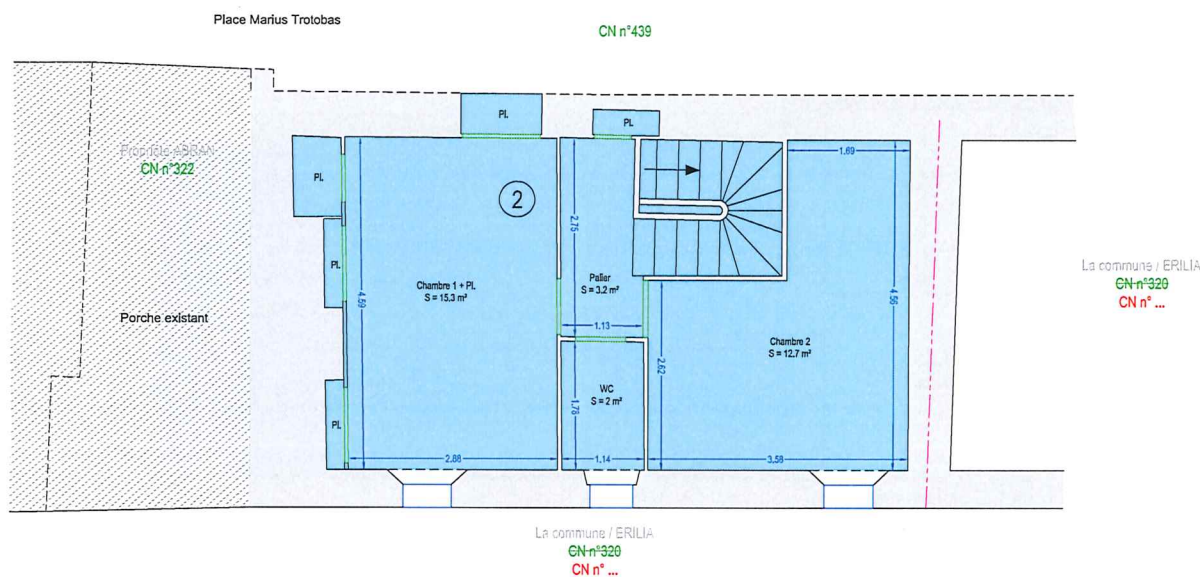 Place Marius Trotobas
CN n°439
CN n°322
Porche existant
Pl.
Pl.
Pl.
Pl.
Pl.
2
Chambre 1 + Pl.
S = 15.3 m²
4.59
2.88
2.75
Palier
S = 3.2 m²
1.13
WC
S = 2 m²
1.78
1.14
1.69
4.56
Chambre 2
S = 12.7 m²
2.62
3.58
La commune / ERILIA
CN n°320
CN n° ...
La commune / ERILIA
CN n°320
CN n° ...